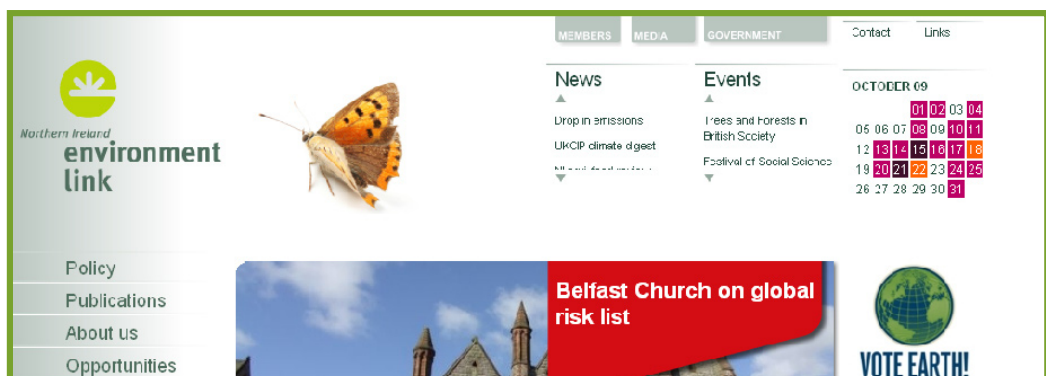 MEMBERS MEDIA GOVERNMENT Contact Links
Northern Ireland
environment
link
News
Drop in emissions
UKCIP climate digest
Events
Trees and Forests in
British Society
Festival of Social Science
OCTOBER 09
01 02 03 04
05 06 07 08 09 10 11
12 13 14 15 16 17 18
19 20 21 22 23 24 25
26 27 28 29 30 31
Policy
Publications
About us
Opportunities
Belfast Church on global
risk list
VOTE EARTH!